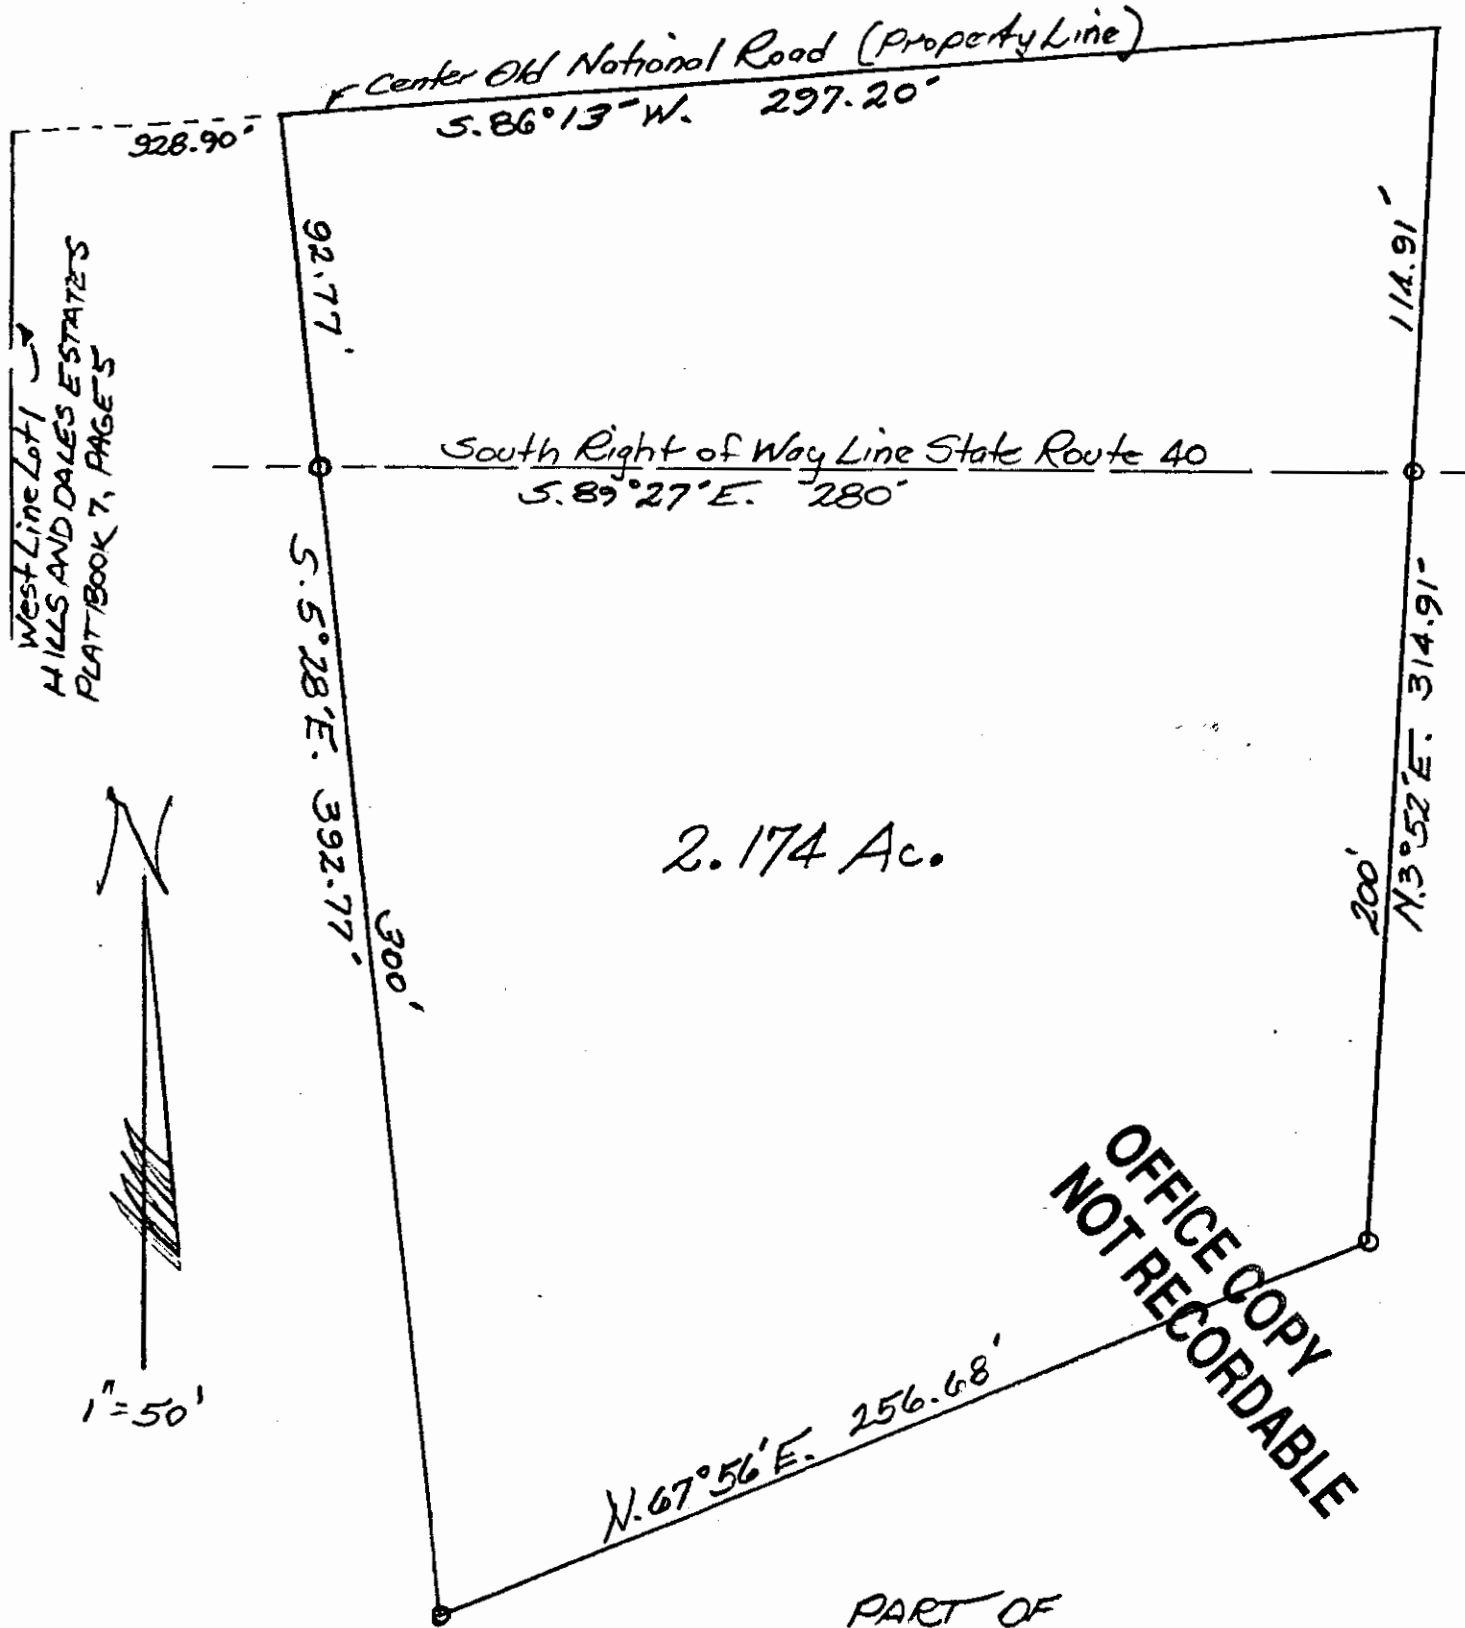 Center Old National Road (Property Line)
S. 86°13' W. 297.20'
928.90'
92.77'
114.91'
West Line Lot 1
HILLS AND DALES ESTATES
PLAT BOOK 7, PAGE 5
South Right of Way Line State Route 40
S. 89°27' E. 280'
S. 5°28' E. 392.77'
300'
N. 3°52' E. 314.91'
200'
2.174 Ac.
N
1"=50'
N. 67°56' E. 256.68'
OFFICE COPY
NOT RECORDABLE
PART OF